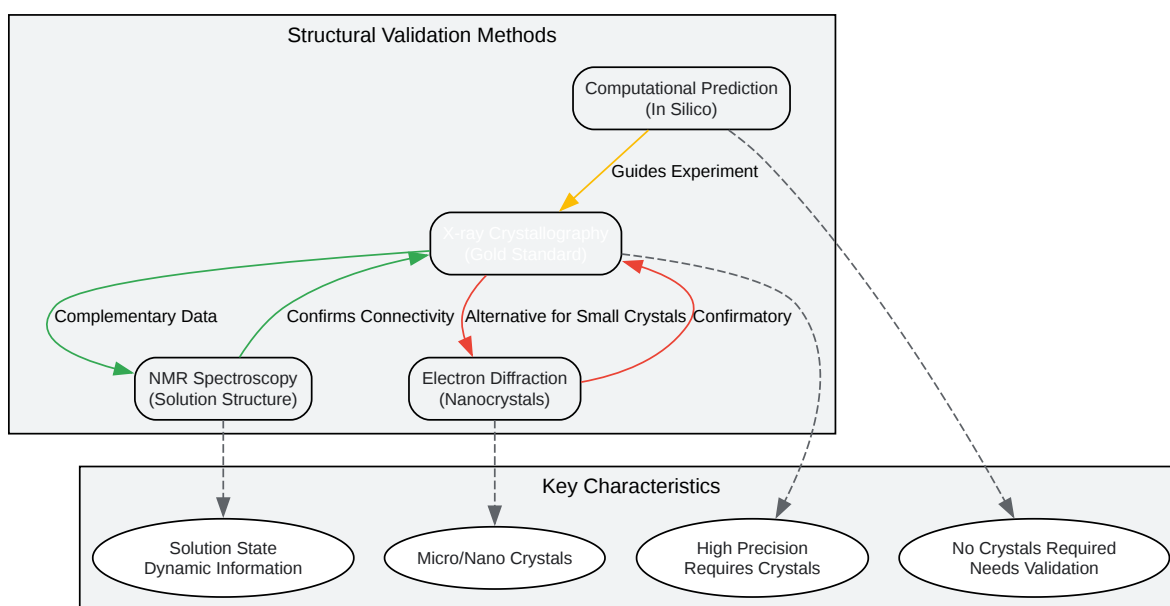 Structural Validation Methods
Computational Prediction
(In Silico)
Guides Experiment
X-ray Crystallography
(Gold Standard)
Complementary Data
Confirms Connectivity
Alternative for Small Crystals
Confirmatory
NMR Spectroscopy
(Solution Structure)
Electron Diffraction
(Nanocrystals)
Key Characteristics
Solution State
Dynamic Information
Micro/Nano Crystals
High Precision
Requires Crystals
No Crystals Required
Needs Validation